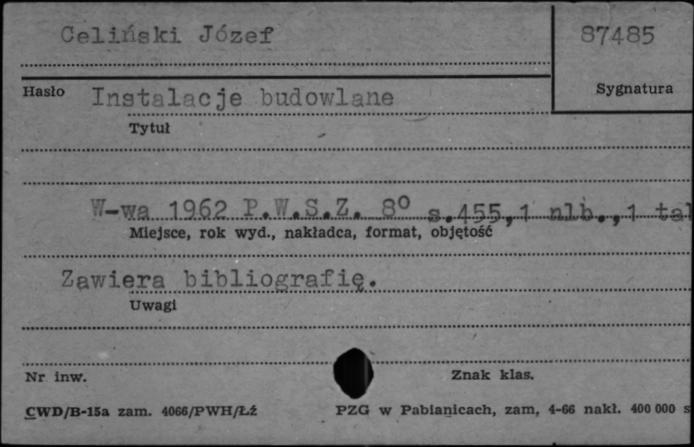 Celiński Józef
87485
Hasło
Sygnatura
Instalacje budowlane
Tytuł
W-wa 1962 P.W.S.Z. 8⁰ s.455,1 nlb.,1 tab
Miejsce, rok wyd., nakładca, format, objętość
Zawiera bibliografię.
Uwagi
Nr inw.
Znak klas.
CWD/B-15a zam. 4066/PWH/Łź
PZG w Pabianicach, zam, 4-66 nakł. 400 000 s